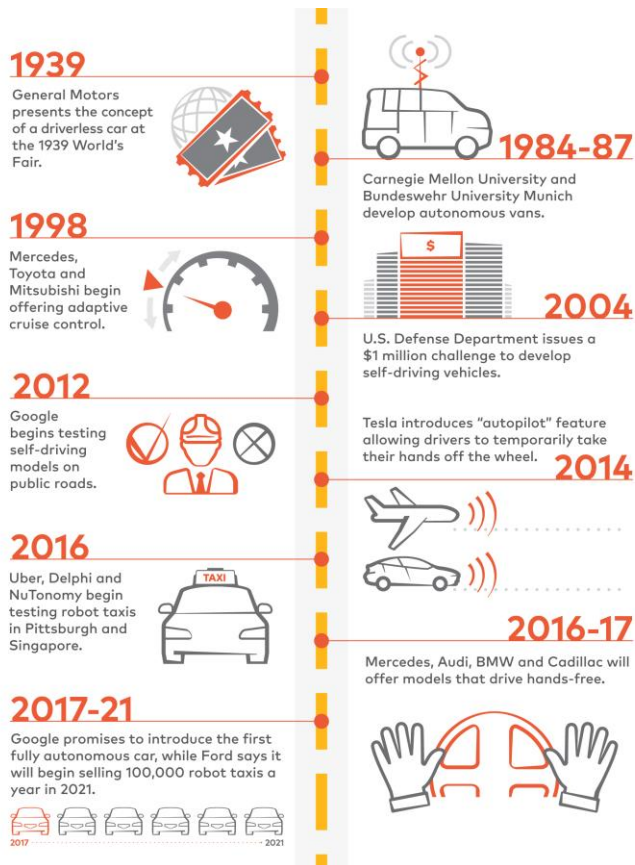 1939
General Motors
presents the concept
of a driverless car at
the 1939 World's
Fair.
1984-87
Carnegie Mellon University and
Bundeswehr University Munich
develop autonomous vans.
1998
Mercedes,
Toyota and
Mitsubishi begin
offering adaptive
cruise control.
$
2004
U.S. Defense Department issues a
$1 million challenge to develop
self-driving vehicles.
2012
Google
begins testing
self-driving
models on
public roads.
Tesla introduces “autopilot” feature
allowing drivers to temporarily take
their hands off the wheel.
2014
2016
Uber, Delphi and
NuTonomy begin
testing robot taxis
in Pittsburgh and
Singapore.
TAXI
2016-17
Mercedes, Audi, BMW and Cadillac will
offer models that drive hands-free.
2017-21
Google promises to introduce the first
fully autonomous car, while Ford says it
will begin selling 100,000 robot taxis a
year in 2021.
2017
2021